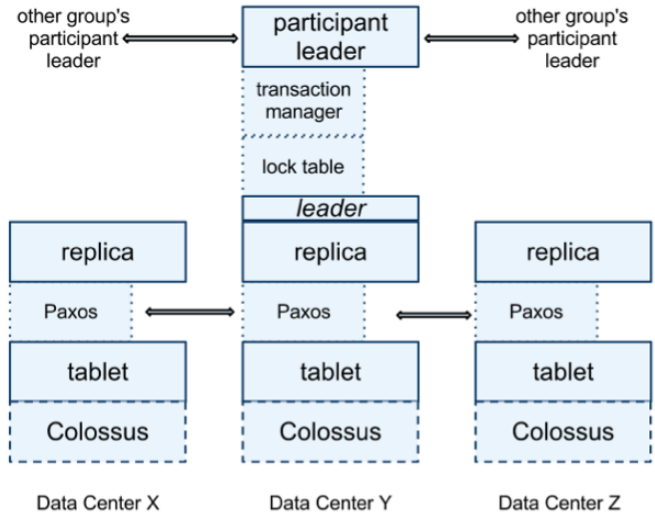 other group's
participant
leader
participant
leader
other group's
participant
leader
transaction
manager
lock table
leader
replica
replica
replica
Paxos
Paxos
Paxos
tablet
tablet
tablet
Colossus
Colossus
Colossus
Data Center X
Data Center Y
Data Center Z